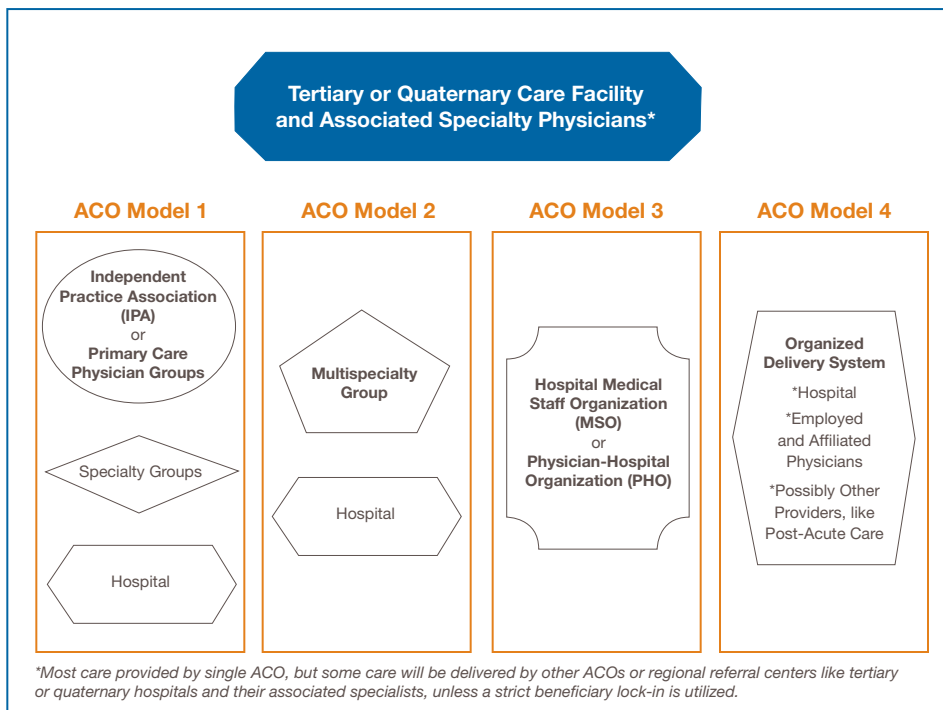 Tertiary or Quaternary Care Facility
and Associated Specialty Physicians*
ACO Model 1
Independent
Practice Association
(IPA)
or
Primary Care
Physician Groups
Specialty Groups
Hospital
ACO Model 2
Multispecialty
Group
Hospital
ACO Model 3
Hospital Medical
Staff Organization
(MSO)
or
Physician-Hospital
Organization (PHO)
ACO Model 4
Organized
Delivery System
*Hospital
*Employed
and Affiliated
Physicians
*Possibly Other
Providers, like
Post-Acute Care
*Most care provided by single ACO, but some care will be delivered by other ACOs or regional referral centers like tertiary
or quaternary hospitals and their associated specialists, unless a strict beneficiary lock-in is utilized.